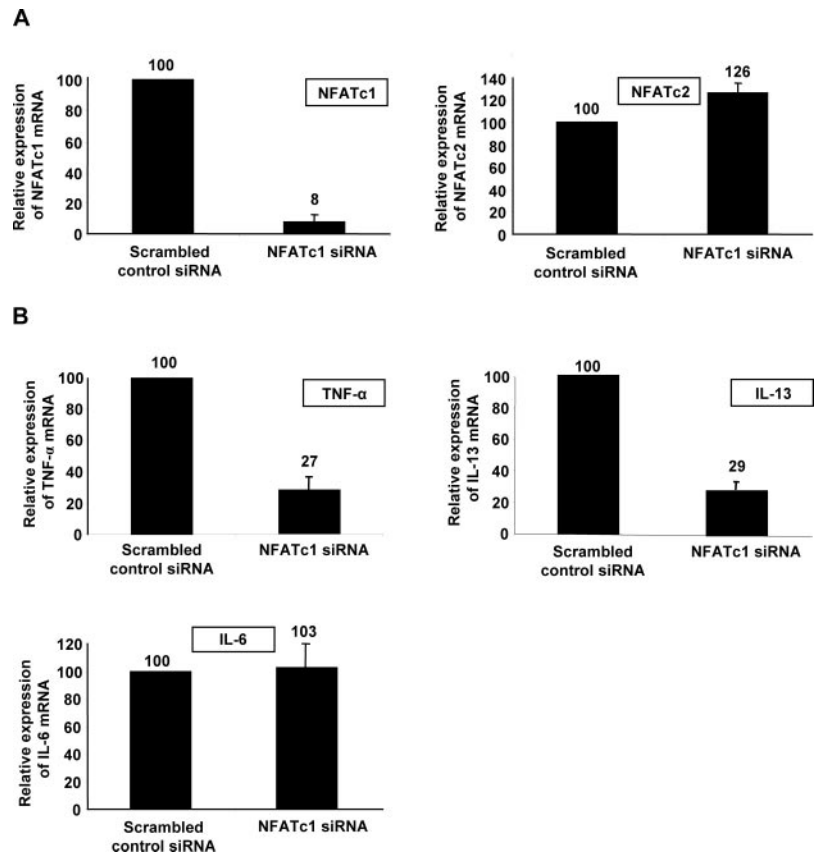 A
Relative expression
of NFATc1 mRNA
100
80
60
40
20
0
100
8
NFATc1
Scrambled
control siRNA
NFATc1 siRNA
Relative expression
of NFATc2 mRNA
140
120
100
80
60
40
20
0
100
126
NFATc2
Scrambled
control siRNA
NFATc1 siRNA
B
Relative expression
of TNF-α mRNA
100
80
60
40
20
0
100
27
TNF-α
Scrambled
control siRNA
NFATc1 siRNA
Relative expression
of IL-13 mRNA
100
80
60
40
20
0
100
29
IL-13
Scrambled
control siRNA
NFATc1 siRNA
Relative expression
of IL-6 mRNA
120
100
80
60
40
20
0
100
103
IL-6
Scrambled
control siRNA
NFATc1 siRNA